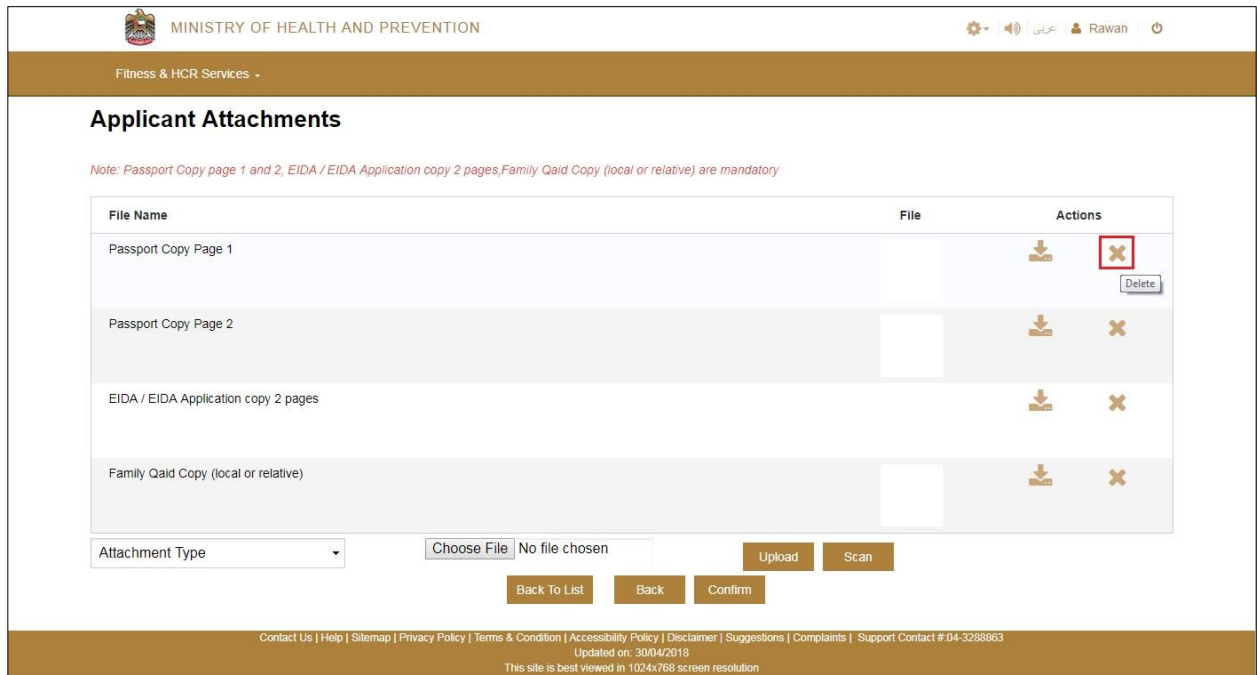 MINISTRY OF HEALTH AND PREVENTION
عربى
Rawan
Fitness & HCR Services
Applicant Attachments
Note: Passport Copy page 1 and 2, EIDA / EIDA Application copy 2 pages,Family Qaid Copy (local or relative) are mandatory
File Name File Actions
Passport Copy Page 1
Delete
Passport Copy Page 2
EIDA / EIDA Application copy 2 pages
Family Qaid Copy (local or relative)
Attachment Type Choose File No file chosen Upload Scan
Back To List Back Confirm
Contact Us | Help | Sitemap | Privacy Policy | Terms & Condition | Accessibility Policy | Disclaimer | Suggestions | Complaints | Support Contact #:04-3288863
Updated on: 30/04/2018
This site is best viewed in 1024x768 screen resolution